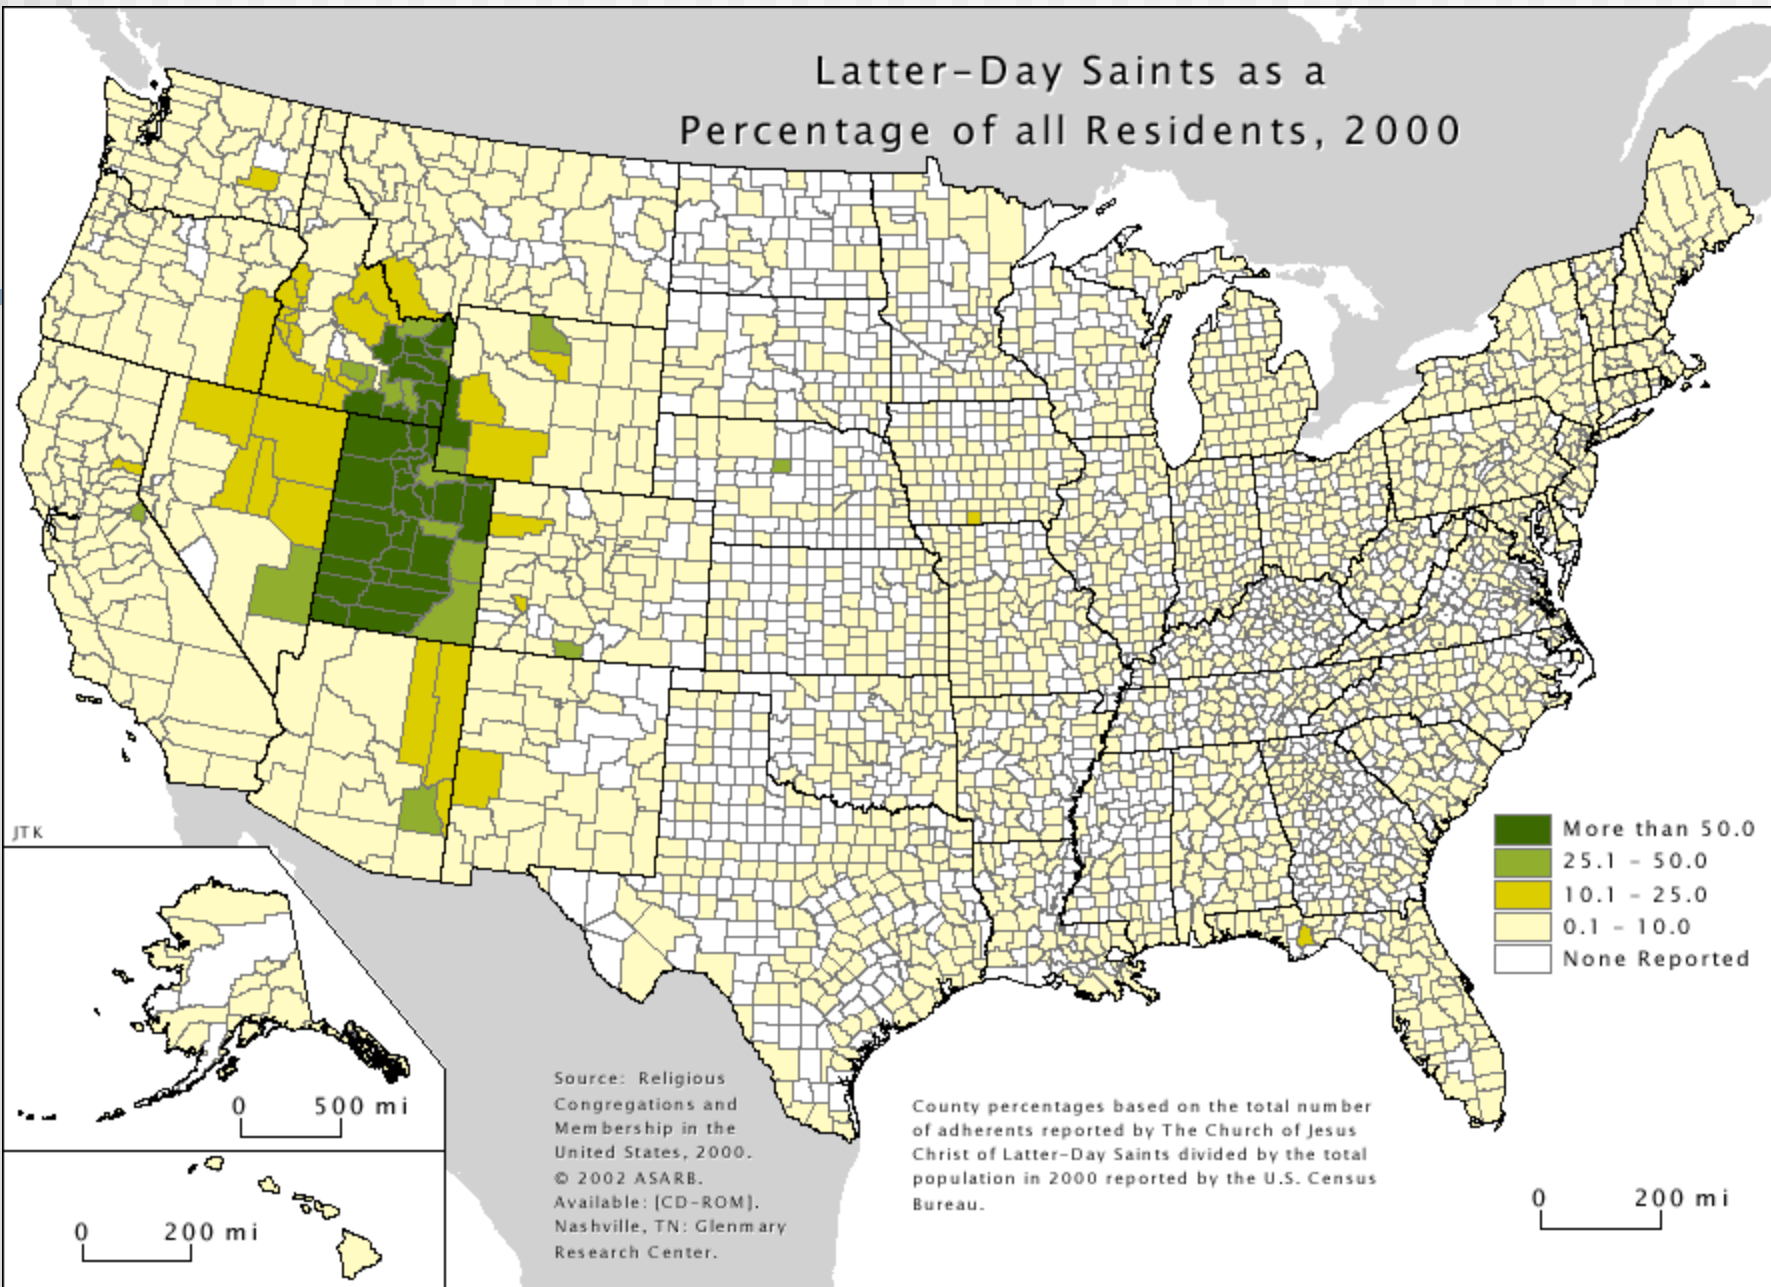 Latter-Day Saints as a
Percentage of all Residents, 2000
JTK
More than 50.0
25.1 - 50.0
10.1 - 25.0
0.1 - 10.0
None Reported
0 500 mi
0 200 mi
Source: Religious
Congregations and
Membership in the
United States, 2000.
© 2002 ASARB.
Available: [CD-ROM].
Nashville, TN: Glenmary
Research Center.
County percentages based on the total number
of adherents reported by The Church of Jesus
Christ of Latter-Day Saints divided by the total
population in 2000 reported by the U.S. Census
Bureau.
0 200 mi